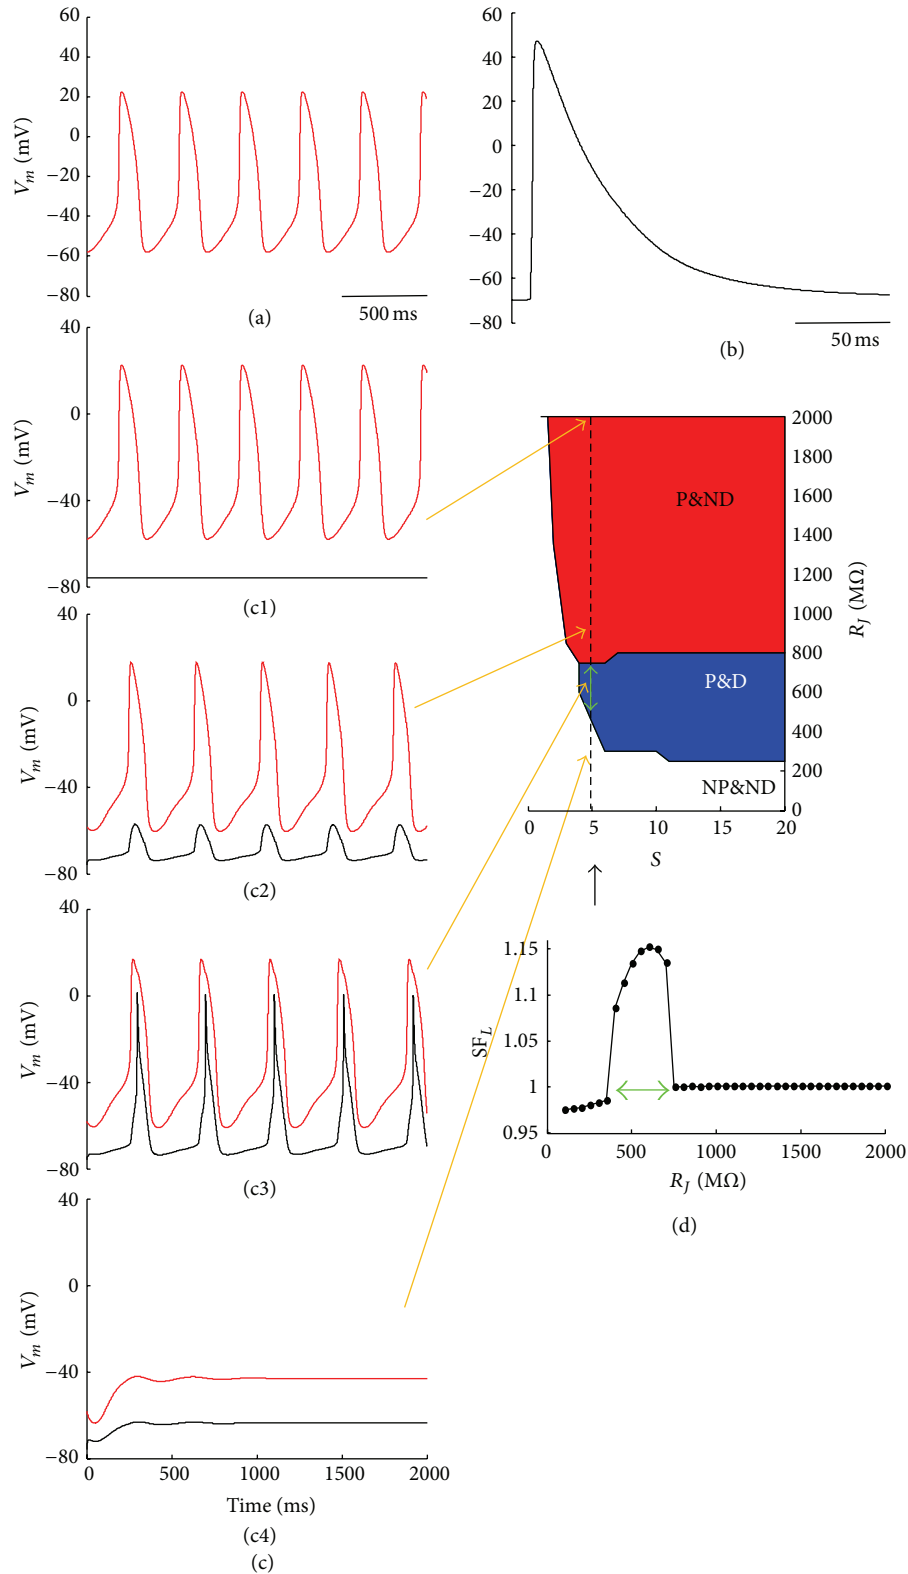 60
40
20
0
−20
−40
−60
−80
V_m (mV)
500 ms
(a)
60
40
20
0
−20
−40
−60
−80
50 ms
(b)
40
0
−40
−80
V_m (mV)
(c1)
40
0
−40
−80
V_m (mV)
(c2)
40
0
−40
−80
V_m (mV)
(c3)
40
0
−40
−80
V_m (mV)
0 500 1000 1500 2000
Time (ms)
(c4)
(c)
P&ND
P&D
NP&ND
2000
1800
1600
1400
1200
1000
800
600
400
200
0
R_J (MΩ)
0 5 10 15 20
S
1.15
1.1
1.05
1
0.95
SF_L
0 500 1000 1500 2000
R_J (MΩ)
(d)